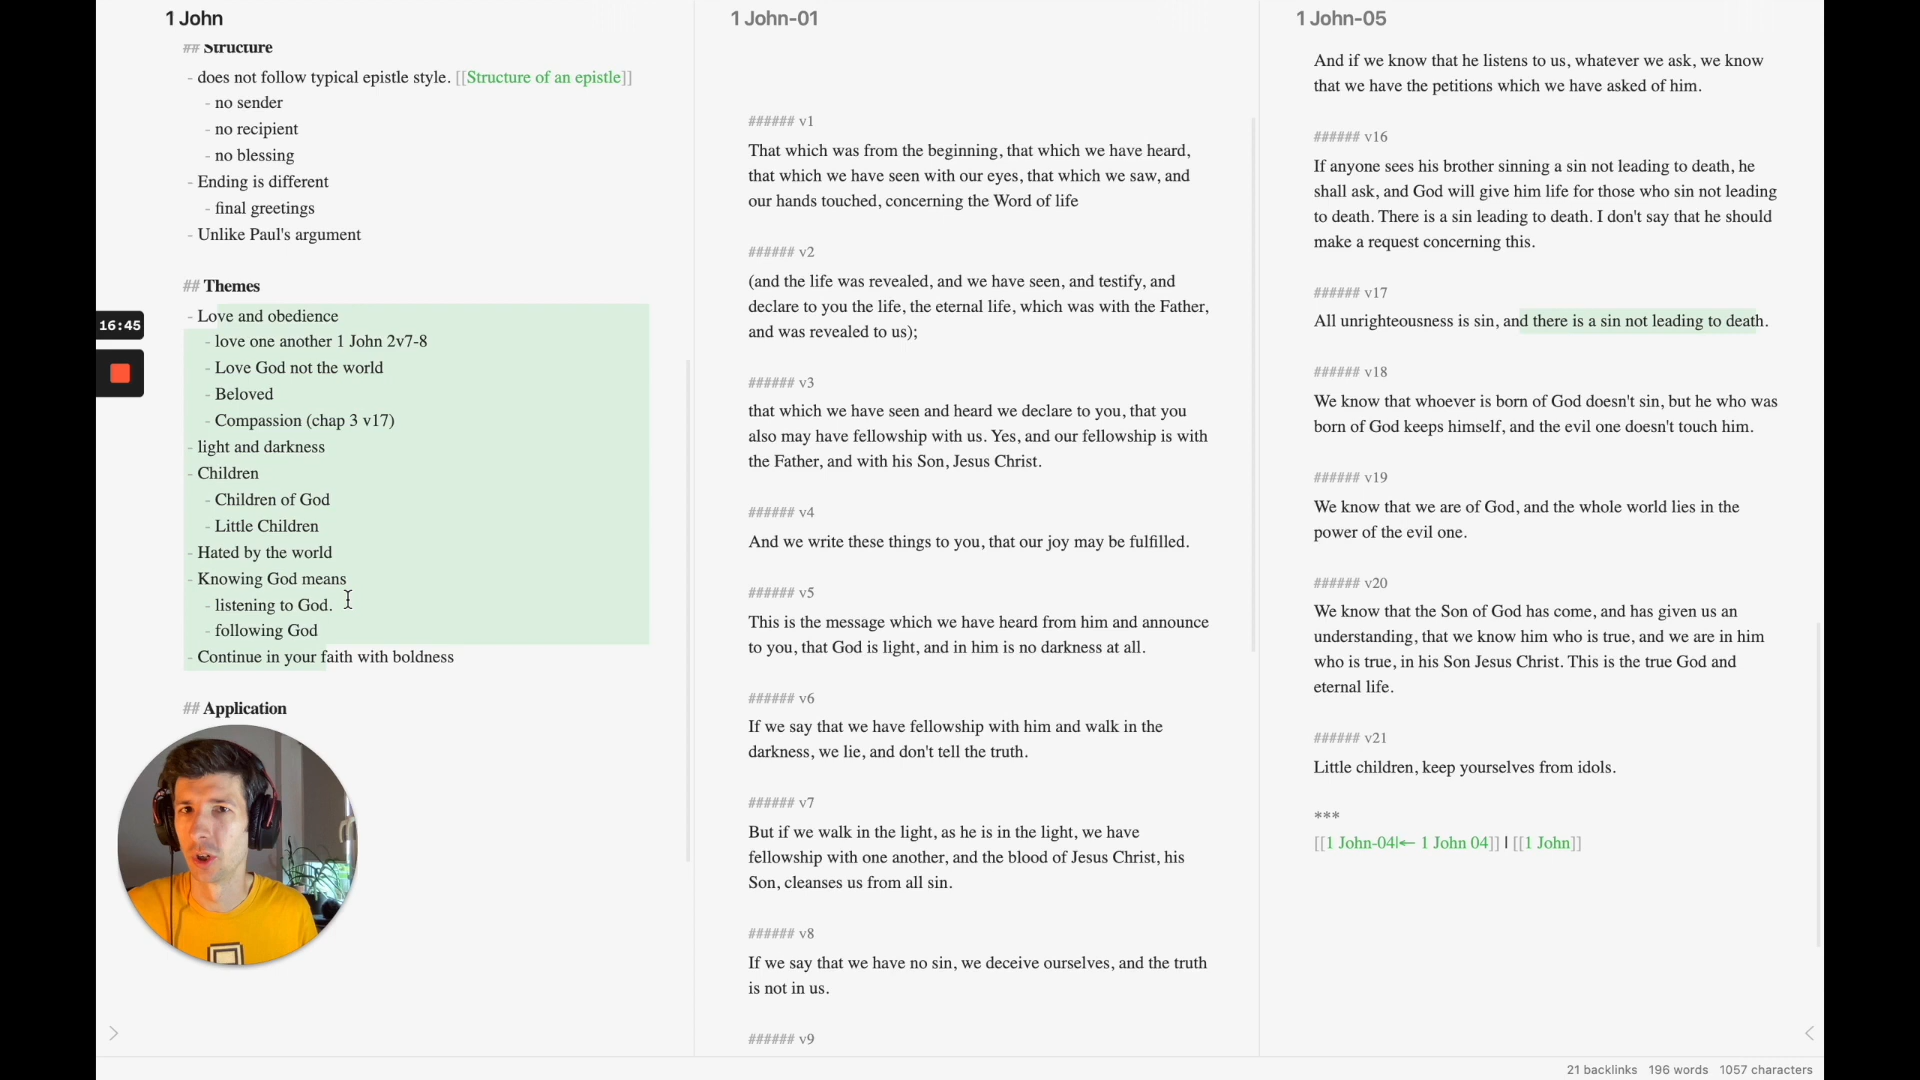 1 John
## Structure
- does not follow typical epistle style. [[Structure of an epistle]]
- no sender
- no recipient
- no blessing
- Ending is different
- final greetings
- Unlike Paul's argument
## Themes
- Love and obedience
- love one another 1 John 2v7-8
- Love God not the world
- Beloved
- Compassion (chap 3 v17)
- light and darkness
- Children
- Children of God
- Little Children
- Hated by the world
- Knowing God means
- listening to God.
- following God
- Continue in your faith with boldness
## Application
16:45
1 John-01
###### v1
That which was from the beginning, that which we have heard,
that which we have seen with our eyes, that which we saw, and
our hands touched, concerning the Word of life
###### v2
(and the life was revealed, and we have seen, and testify, and
declare to you the life, the eternal life, which was with the Father,
and was revealed to us);
###### v3
that which we have seen and heard we declare to you, that you
also may have fellowship with us. Yes, and our fellowship is with
the Father, and with his Son, Jesus Christ.
###### v4
And we write these things to you, that our joy may be fulfilled.
###### v5
This is the message which we have heard from him and announce
to you, that God is light, and in him is no darkness at all.
###### v6
If we say that we have fellowship with him and walk in the
darkness, we lie, and don't tell the truth.
###### v7
But if we walk in the light, as he is in the light, we have
fellowship with one another, and the blood of Jesus Christ, his
Son, cleanses us from all sin.
###### v8
If we say that we have no sin, we deceive ourselves, and the truth
is not in us.
###### v9
1 John-05
And if we know that he listens to us, whatever we ask, we know
that we have the petitions which we have asked of him.
###### v16
If anyone sees his brother sinning a sin not leading to death, he
shall ask, and God will give him life for those who sin not leading
to death. There is a sin leading to death. I don't say that he should
make a request concerning this.
###### v17
All unrighteousness is sin, and there is a sin not leading to death.
###### v18
We know that whoever is born of God doesn't sin, but he who was
born of God keeps himself, and the evil one doesn't touch him.
###### v19
We know that we are of God, and the whole world lies in the
power of the evil one.
###### v20
We know that the Son of God has come, and has given us an
understanding, that we know him who is true, and we are in him
who is true, in his Son Jesus Christ. This is the true God and
eternal life.
###### v21
Little children, keep yourselves from idols.
***
[[1 John-04|← 1 John 04]] | [[1 John]]
21 backlinks 196 words 1057 characters